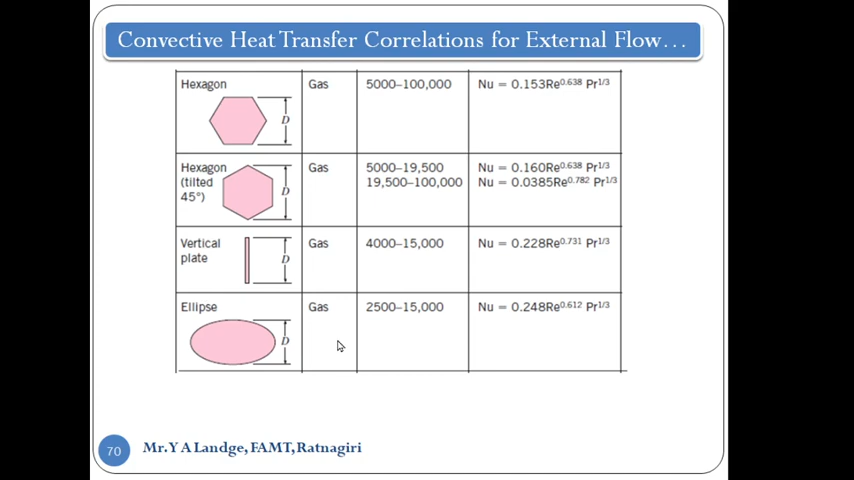 Convective Heat Transfer Correlations for External Flow…
Hexagon Gas 5000–100,000 Nu = 0.153Re^0.638 Pr^1/3
D
Hexagon Gas 5000–19,500 Nu = 0.160Re^0.638 Pr^1/3
(tilted 19,500–100,000 Nu = 0.0385Re^0.782 Pr^1/3
45°)
D
Vertical Gas 4000–15,000 Nu = 0.228Re^0.731 Pr^1/3
plate
D
Ellipse Gas 2500–15,000 Nu = 0.248Re^0.612 Pr^1/3
D
70 Mr.Y A Landge, FAMT, Ratnagiri